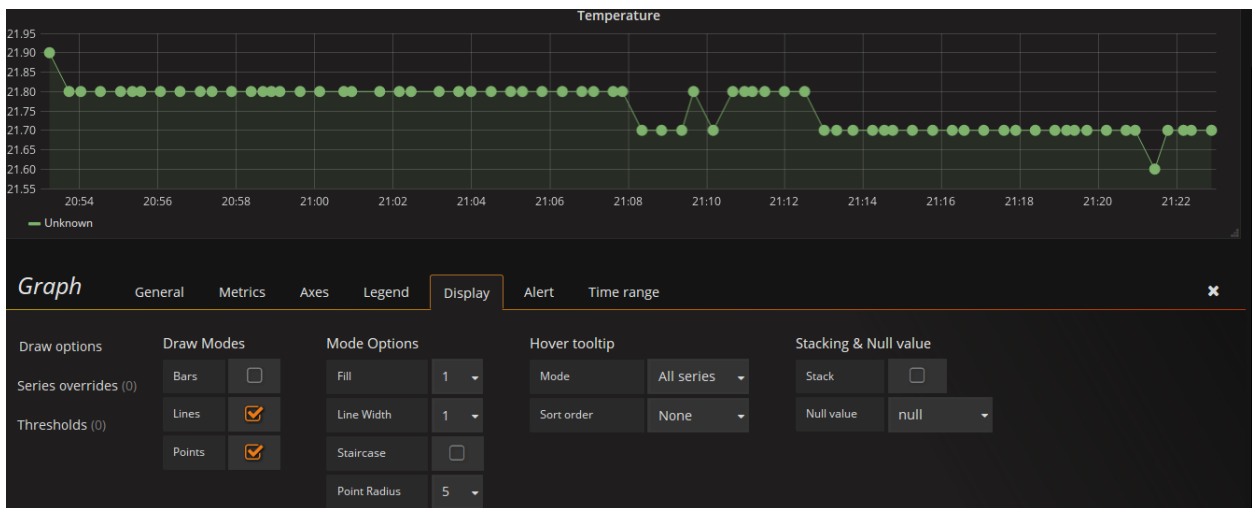 Temperature
21.95
21.90
21.85
21.80
21.75
21.70
21.65
21.60
21.55
20:54 20:56 20:58 21:00 21:02 21:04 21:06 21:08 21:10 21:12 21:14 21:16 21:18 21:20 21:22
Unknown
Graph General Metrics Axes Legend Display Alert Time range
Draw options
Series overrides (0)
Thresholds (0)
Draw Modes
Bars
Lines
Points
Mode Options
Fill 1
Line Width 1
Staircase
Point Radius 5
Hover tooltip
Mode All series
Sort order None
Stacking & Null value
Stack
Null value null